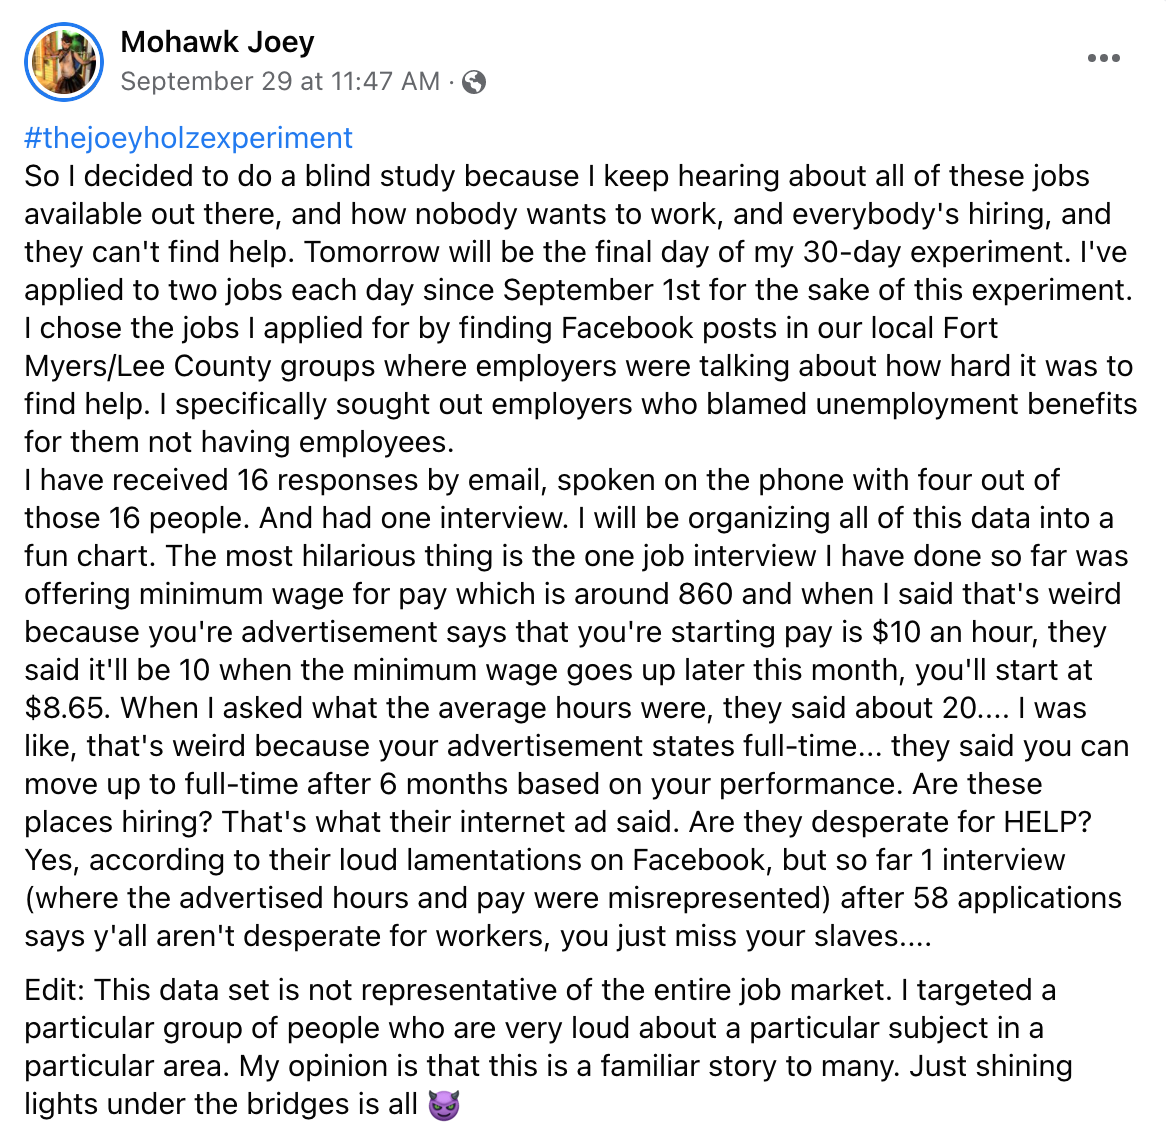 Mohawk Joey
September 29 at 11:47 AM ·
#thejoeyholzexperiment
So I decided to do a blind study because I keep hearing about all of these jobs
available out there, and how nobody wants to work, and everybody's hiring, and
they can't find help. Tomorrow will be the final day of my 30-day experiment. I've
applied to two jobs each day since September 1st for the sake of this experiment.
I chose the jobs I applied for by finding Facebook posts in our local Fort
Myers/Lee County groups where employers were talking about how hard it was to
find help. I specifically sought out employers who blamed unemployment benefits
for them not having employees.
I have received 16 responses by email, spoken on the phone with four out of
those 16 people. And had one interview. I will be organizing all of this data into a
fun chart. The most hilarious thing is the one job interview I have done so far was
offering minimum wage for pay which is around 860 and when I said that's weird
because you're advertisement says that you're starting pay is $10 an hour, they
said it'll be 10 when the minimum wage goes up later this month, you'll start at
$8.65. When I asked what the average hours were, they said about 20.... I was
like, that's weird because your advertisement states full-time... they said you can
move up to full-time after 6 months based on your performance. Are these
places hiring? That's what their internet ad said. Are they desperate for HELP?
Yes, according to their loud lamentations on Facebook, but so far 1 interview
(where the advertised hours and pay were misrepresented) after 58 applications
says y'all aren't desperate for workers, you just miss your slaves....
Edit: This data set is not representative of the entire job market. I targeted a
particular group of people who are very loud about a particular subject in a
particular area. My opinion is that this is a familiar story to many. Just shining
lights under the bridges is all 😈